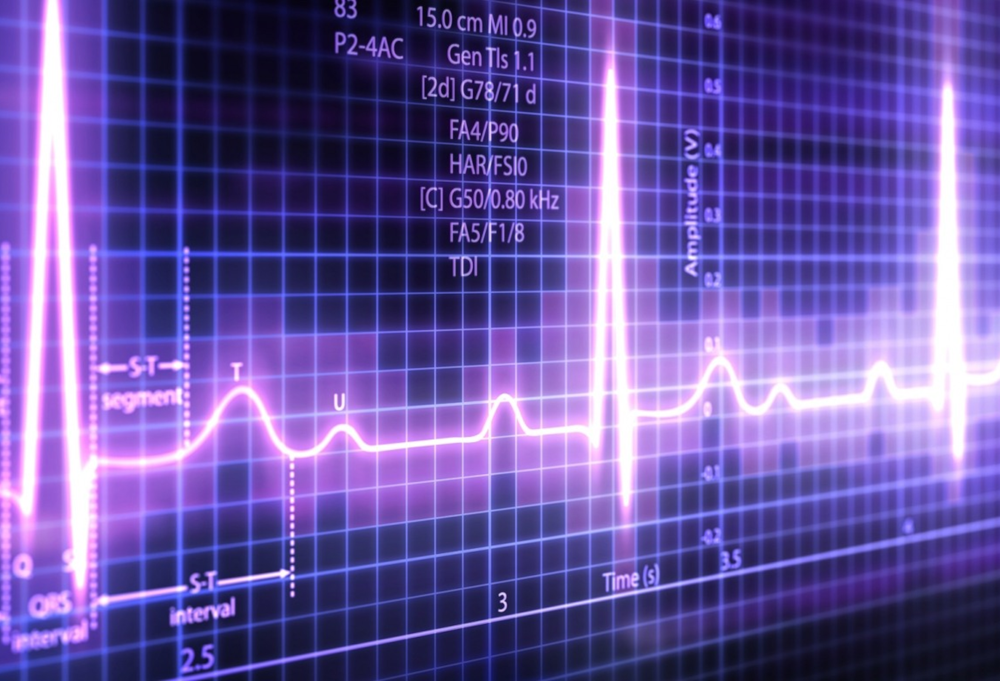 83
P2-4AC
15.0 cm MI 0.9
Gen TIs 1.1
[2d] G78/71 d
FA4/P90
HAR/FSI0
[C] G50/0.80 kHz
FA5/F1/8
TDI
0.6
0.5
0.4
0.3
0.2
0.1
0
-0.1
-0.2
Amplitude (V)
S-T
segment
T
U
Q
S
QRS
interval
S-T
interval
2.5
3
Time (s)
3.5
4